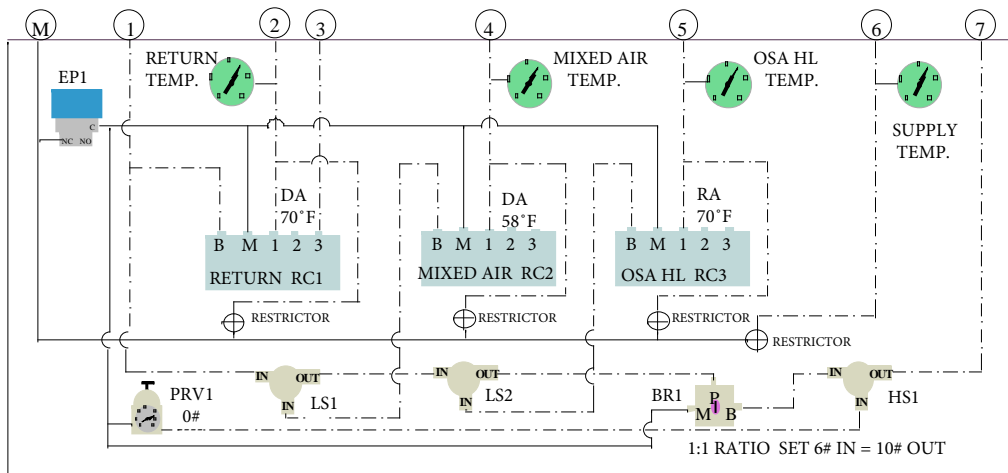 M 1 2 3 4 5 6 7
RETURN
TEMP.
MIXED AIR
TEMP.
OSA HL
TEMP.
SUPPLY
TEMP.
EP1
C
NC NO
DA
70˚F
DA
58˚F
RA
70˚F
B M 1 2 3
RETURN RC1
B M 1 2 3
MIXED AIR RC2
B M 1 2 3
OSA HL RC3
RESTRICTOR
RESTRICTOR
RESTRICTOR
RESTRICTOR
PRV1
0#
IN OUT
IN
LS1
IN OUT
IN
LS2
BR1
P
M B
IN OUT
IN
HS1
1:1 RATIO SET 6# IN = 10# OUT